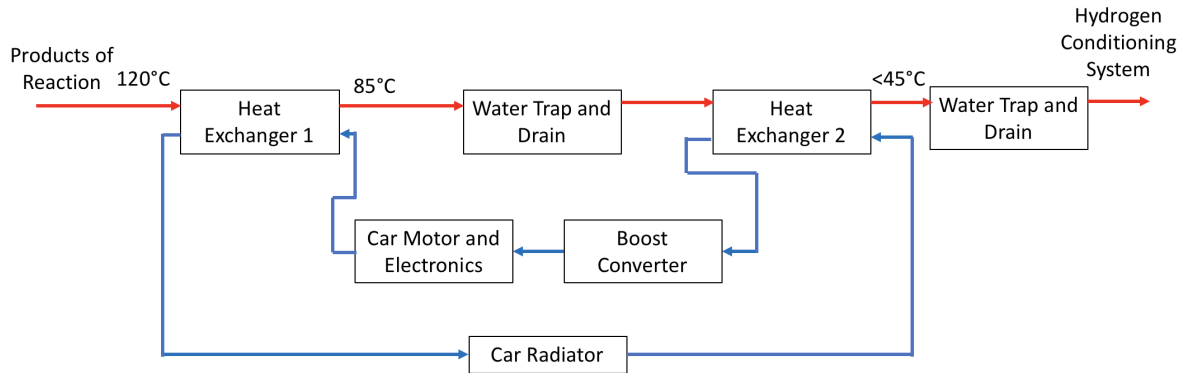 Products of
Reaction
120°C
Heat
Exchanger 1
85°C
Water Trap and
Drain
Heat
Exchanger 2
<45°C
Water Trap and
Drain
Hydrogen
Conditioning
System
Car Motor and
Electronics
Boost
Converter
Car Radiator